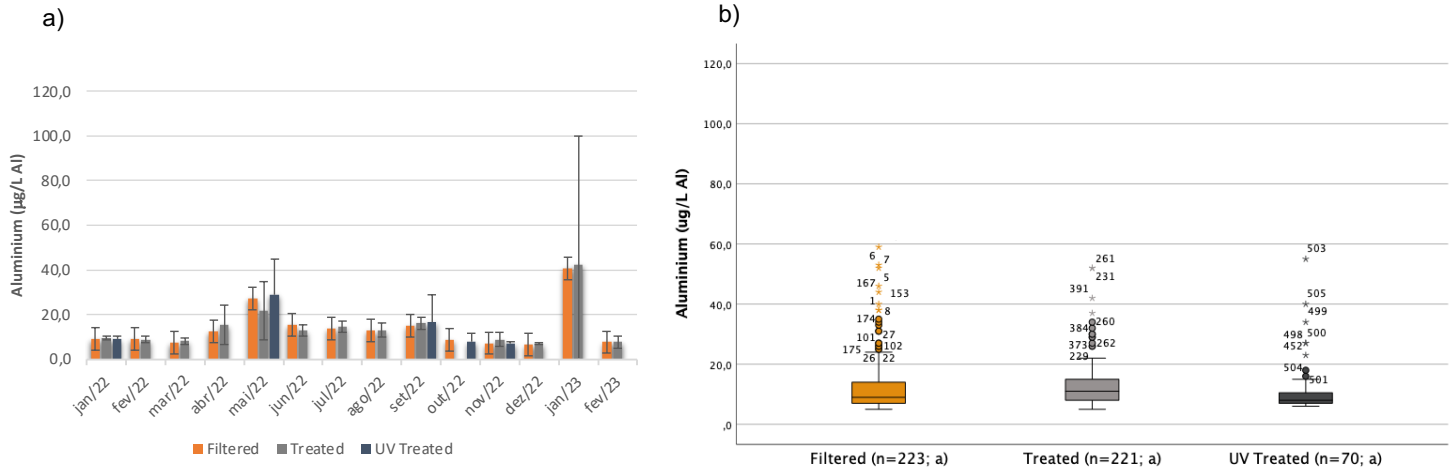 a)
Aluminium (µg/L Al)
120,0
100,0
80,0
60,0
40,0
20,0
0,0
jan/22
fev/22
mar/22
abr/22
mai/22
jun/22
jul/22
ago/22
set/22
out/22
nov/22
dez/22
jan/23
fev/23
Filtered Treated UV Treated
b)
Aluminium (ug/L Al)
120,0
100,0
80,0
60,0
40,0
20,0
,0
6 7
5
167
153
1
8
174
27
101
102
175
26 22
261
231
391
260
384
262
373
229
503
505
499
498 500
452
504
501
Filtered (n=223; a) Treated (n=221; a) UV Treated (n=70; a)